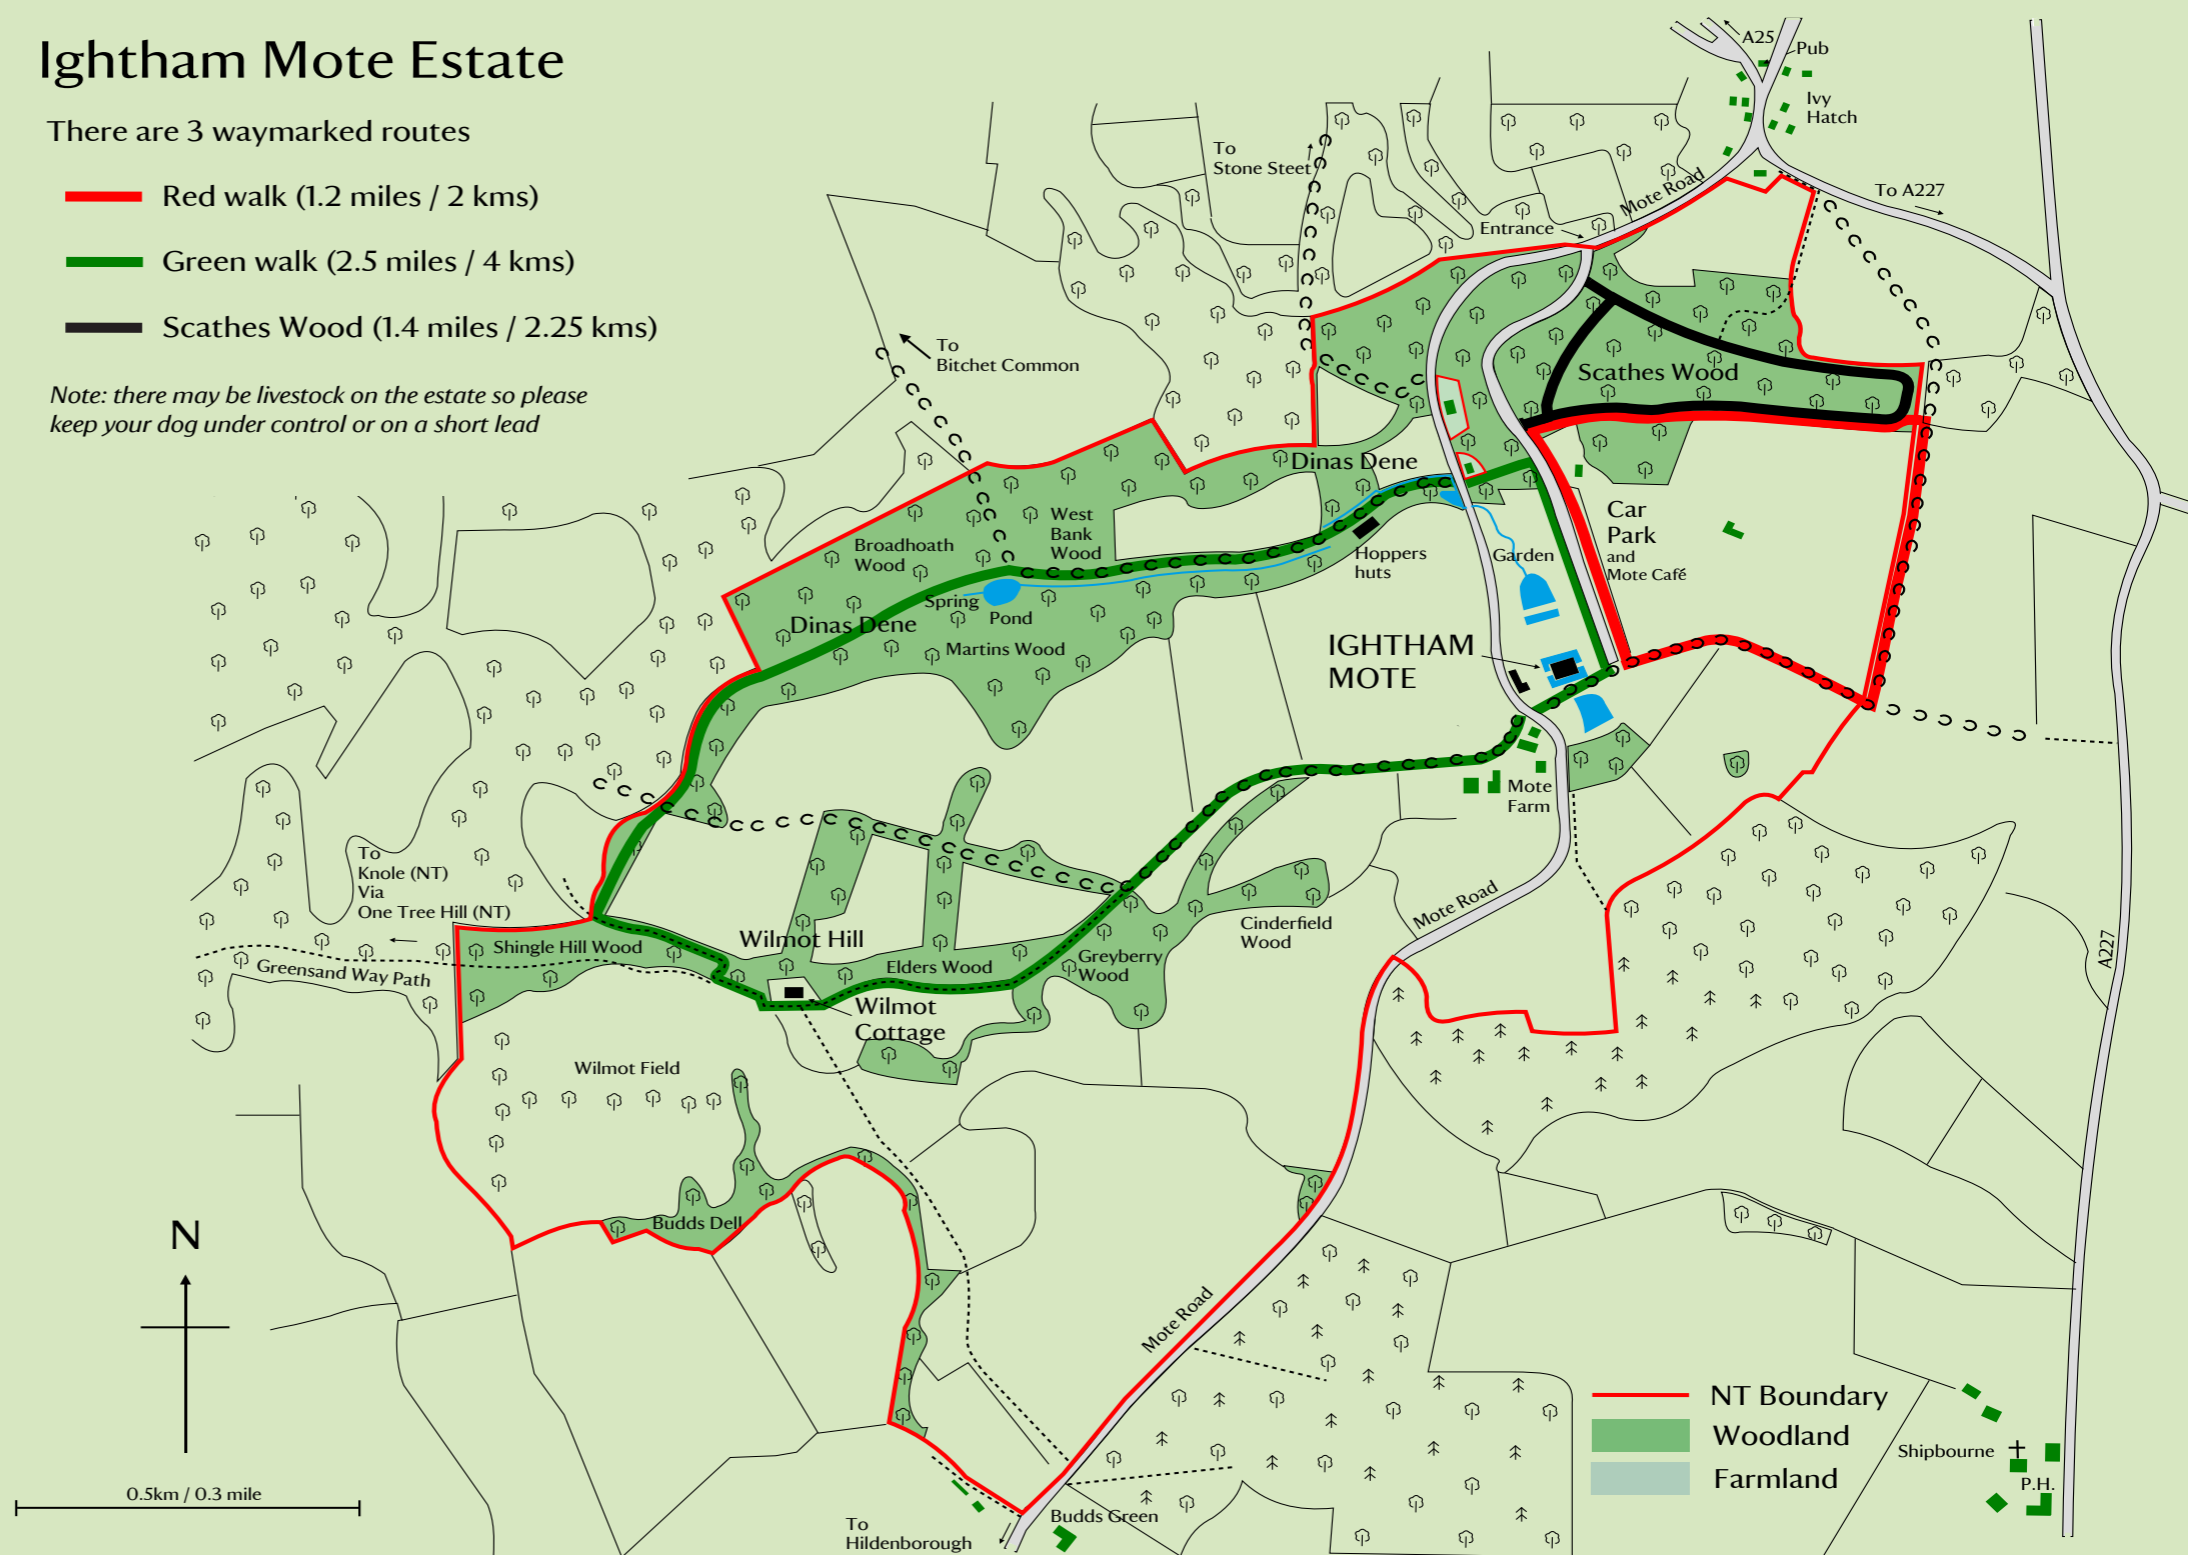 Ightham Mote Estate
There are 3 waymarked routes
Red walk (1.2 miles / 2 kms)
Green walk (2.5 miles / 4 kms)
Scathes Wood (1.4 miles / 2.25 kms)
Note: there may be livestock on the estate so please
keep your dog under control or on a short lead
A25
Pub
Ivy
Hatch
To
Stone Steet
Mote Road
To A227
Entrance
To
Bitchet Common
Scathes Wood
Dinas Dene
West
Bank
Wood
Broadhoath
Wood
Hoppers
huts
Garden
Car
Park
and
Mote Café
Spring
Pond
Dinas Dene
Martins Wood
IGHTHAM
MOTE
Mote
Farm
To
Knole (NT)
Via
One Tree Hill (NT)
Shingle Hill Wood
Greensand Way Path
Wilmot Hill
Elders Wood
Greyberry
Wood
Cinderfield
Wood
Mote Road
A227
Wilmot
Cottage
Wilmot Field
Budds Dell
N
Mote Road
0.5km / 0.3 mile
To
Hildenborough
Budds Green
NT Boundary
Woodland
Farmland
Shipbourne
P.H.